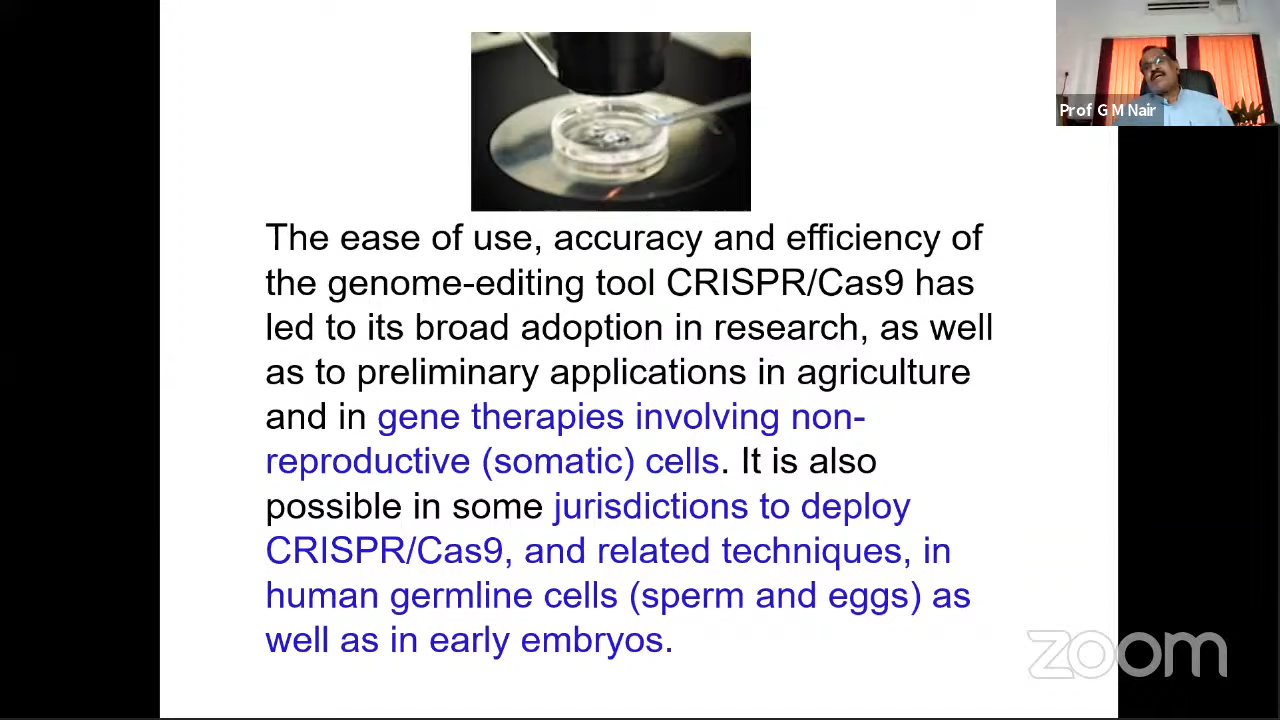 Prof G M Nair
The ease of use, accuracy and efficiency of
the genome-editing tool CRISPR/Cas9 has
led to its broad adoption in research, as well
as to preliminary applications in agriculture
and in gene therapies involving non-
reproductive (somatic) cells. It is also
possible in some jurisdictions to deploy
CRISPR/Cas9, and related techniques, in
human germline cells (sperm and eggs) as
well as in early embryos.
zoom